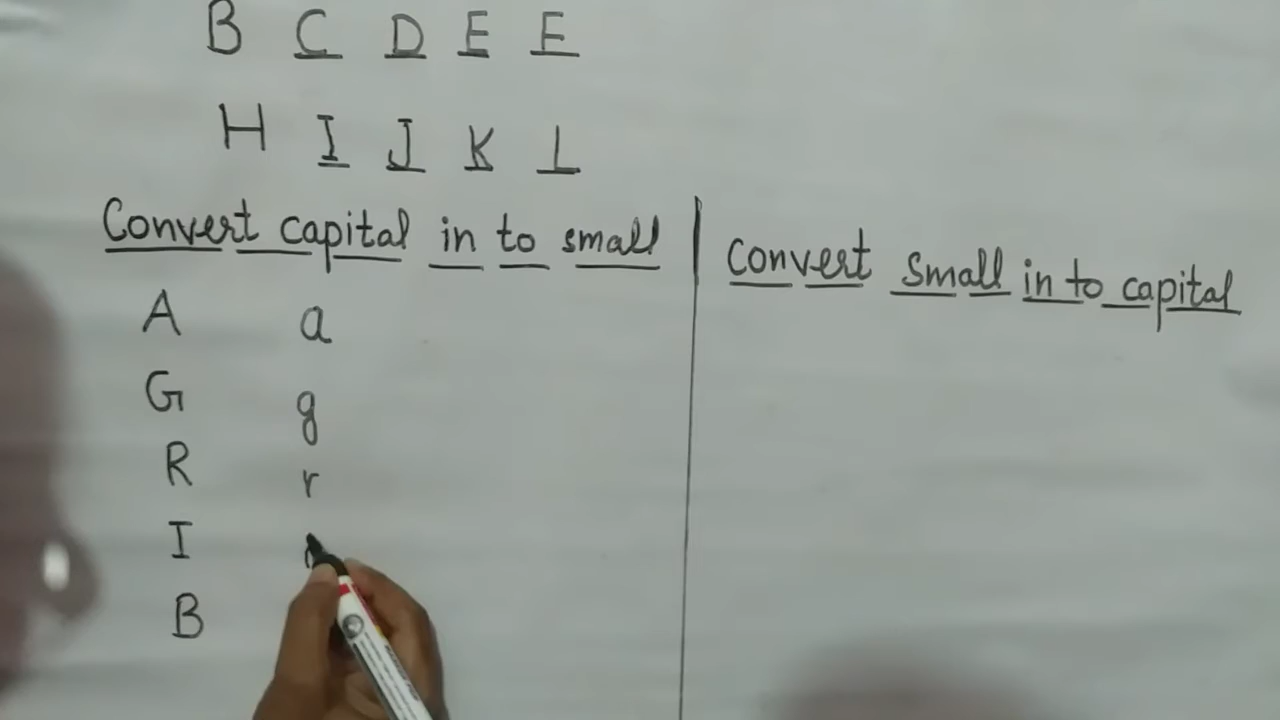 B C D E F
H I J K L
Convert capital in to small
A a
G g
R r
I
B
Convert small in to capital